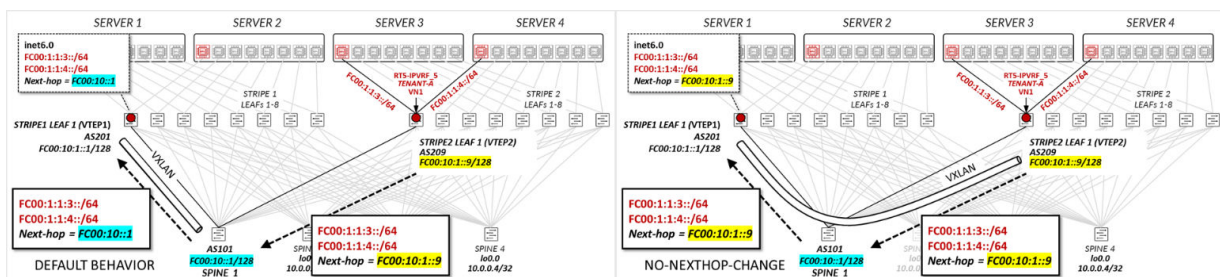 SERVER 1
SERVER 2
SERVER 3
SERVER 4
inet6.0
FC00:1:1:3::/64
FC00:1:1:4::/64
Next-hop = FC00:10::1
FC00:1:1:3::/64
RT5-IPVRF_5
TENANT-A
VN1
FC00:1:1:4::/64
STRIPE 1
LEAFs 1-8
STRIPE 2
LEAFs 1-8
STRIPE1 LEAF 1 (VTEP1)
AS201
FC00:10:1::1/128
STRIPE2 LEAF 1 (VTEP2)
AS209
FC00:10:1::9/128
VXLAN
FC00:1:1:3::/64
FC00:1:1:4::/64
Next-hop = FC00:10::1
FC00:1:1:3::/64
FC00:1:1:4::/64
Next-hop = FC00:10:1::9
AS101
FC00:10::1/128
SPINE 1
SPINE 4
lo0.0
10.0.0.4/32
DEFAULT BEHAVIOR
SERVER 1
SERVER 2
SERVER 3
SERVER 4
inet6.0
FC00:1:1:3::/64
FC00:1:1:4::/64
Next-hop = FC00:10:1::9
FC00:1:1:3::/64
RT5-IPVRF_5
TENANT-A
VN1
FC00:1:1:4::/64
STRIPE 1
LEAFs 1-8
STRIPE 2
LEAFs 1-8
STRIPE1 LEAF 1 (VTEP1)
AS201
FC00:10:1::1/128
STRIPE2 LEAF 1 (VTEP2)
AS209
FC00:10:1::9/128
VXLAN
FC00:1:1:3::/64
FC00:1:1:4::/64
Next-hop = FC00:10:1::9
FC00:1:1:3::/64
FC00:1:1:4::/64
Next-hop = FC00:10:1::9
AS101
FC00:10::1/128
SPINE 1
SPINE 4
lo0.0
10.0.0.4/32
NO-NEXTHOP-CHANGE